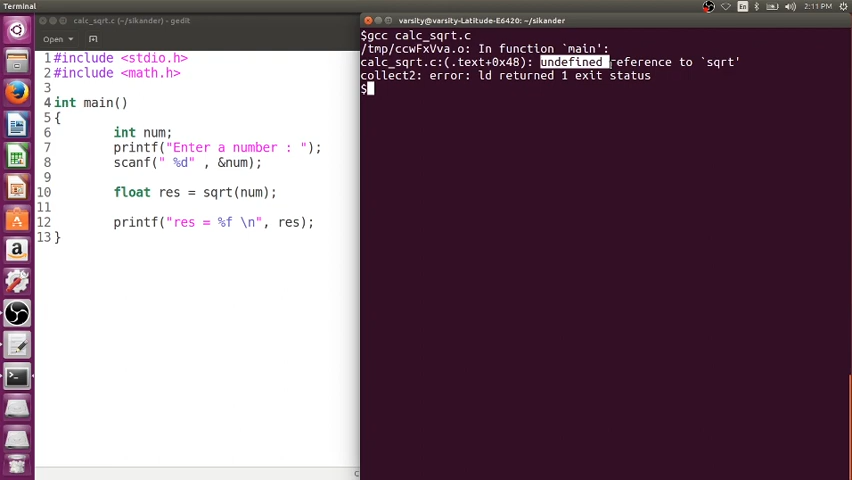 Terminal
En
2:11 PM
calc_sqrt.c (~/sikander) - gedit
varsity@varsity-Latitude-E6420: ~/sikander
Open
1 #include <stdio.h>
2 #include <math.h>
3
4 int main()
5 {
6 int num;
7 printf("Enter a number : ");
8 scanf(" %d" , &num);
9
10 float res = sqrt(num);
11
12 printf("res = %f \n", res);
13 }
$gcc calc_sqrt.c
/tmp/ccwFxVva.o: In function `main':
calc_sqrt.c:(.text+0x48): undefined reference to `sqrt'
collect2: error: ld returned 1 exit status
$